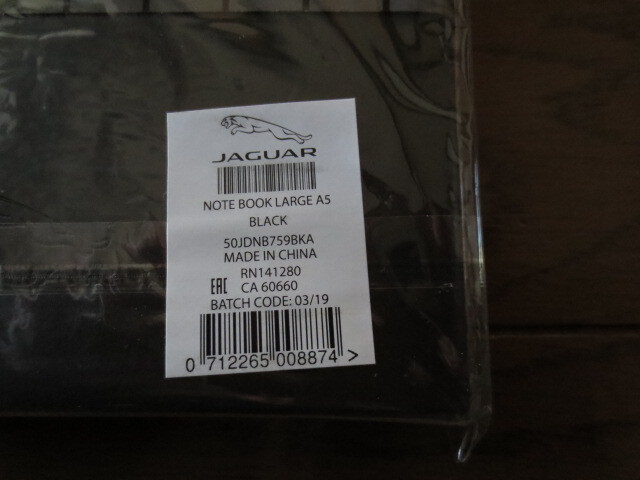 JAGUAR
NOTE BOOK LARGE A5
BLACK
50JDNB759BKA
MADE IN CHINA
RN141280
EAC CA 60660
BATCH CODE: 03/19
0 712265 008874 >